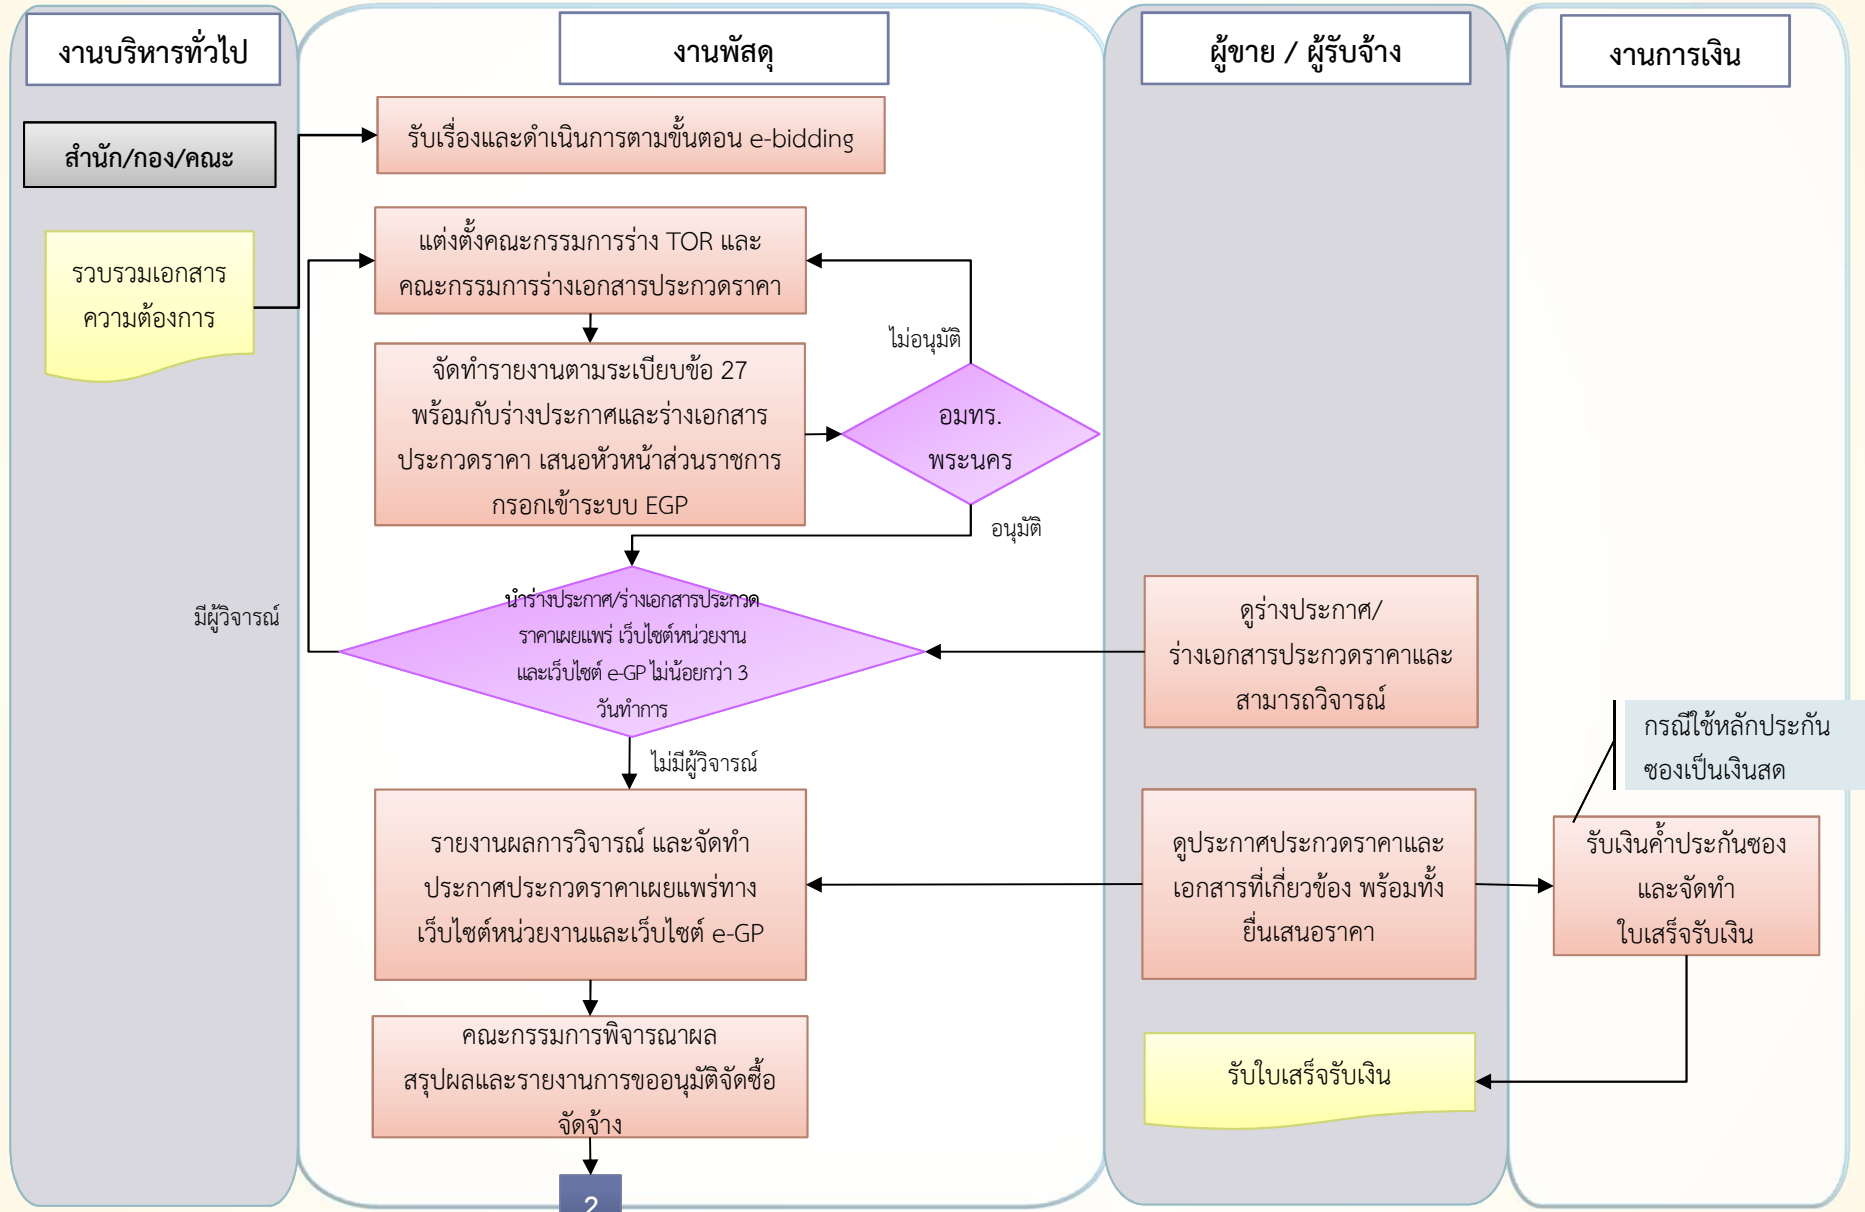 งานบริหารทั่วไป
งานพัสดุ
ผู้ขาย / ผู้รับจ้าง
งานการเงิน
สำนัก/กอง/คณะ
รวบรวมเอกสาร
ความต้องการ
รับเรื่องและดำเนินการตามขั้นตอน e-bidding
แต่งตั้งคณะกรรมการร่าง TOR และ
คณะกรรมการร่างเอกสารประกวดราคา
ไม่อนุมัติ
จัดทำรายงานตามระเบียบข้อ 27
พร้อมกับร่างประกาศและร่างเอกสาร
ประกวดราคา เสนอหัวหน้าส่วนราชการ
กรอกเข้าระบบ EGP
อมทร.
พระนคร
อนุมัติ
มีผู้วิจารณ์
นำร่างประกาศ/ร่างเอกสารประกวด
ราคาเผยแพร่ เว็บไซต์หน่วยงาน
และเว็บไซต์ e-GP ไม่น้อยกว่า 3
วันทำการ
ดูร่างประกาศ/
ร่างเอกสารประกวดราคาและ
สามารถวิจารณ์
ไม่มีผู้วิจารณ์
กรณีใช้หลักประกัน
ซองเป็นเงินสด
รายงานผลการวิจารณ์ และจัดทำ
ประกาศประกวดราคาเผยแพร่ทาง
เว็บไซต์หน่วยงานและเว็บไซต์ e-GP
ดูประกาศประกวดราคาและ
เอกสารที่เกี่ยวข้อง พร้อมทั้ง
ยื่นเสนอราคา
รับเงินค้ำประกันซอง
และจัดทำ
ใบเสร็จรับเงิน
คณะกรรมการพิจารณาผล
สรุปผลและรายงานการขออนุมัติจัดซื้อ
จัดจ้าง
รับใบเสร็จรับเงิน
2